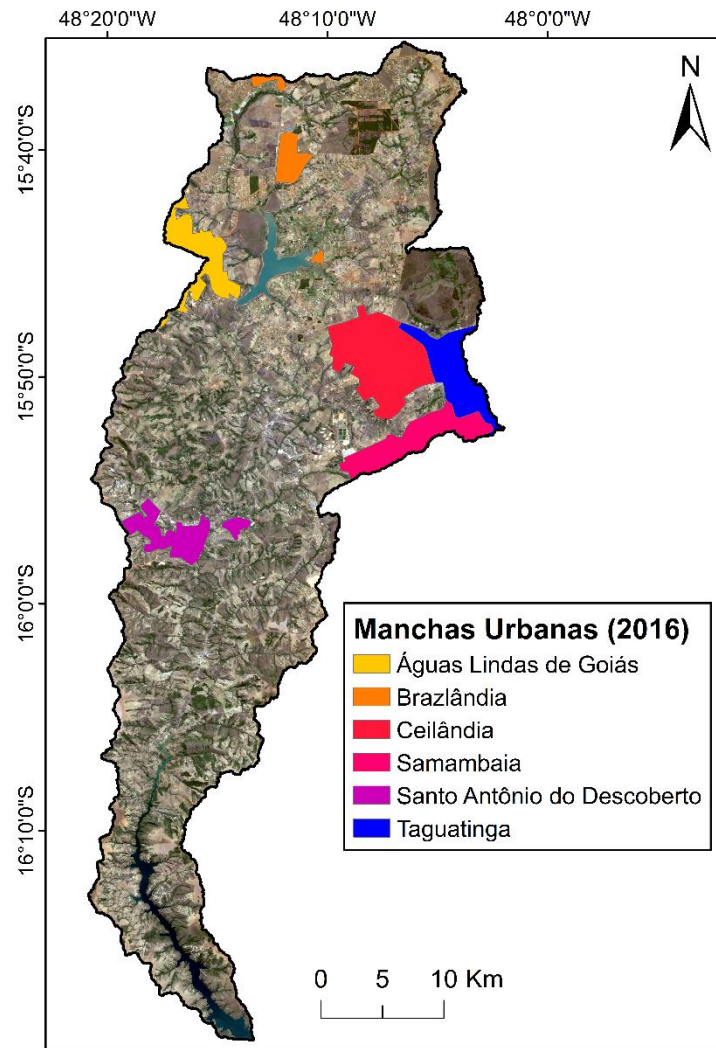 48°20'0"W 48°10'0"W 48°0'0"W
N
15°40'0"S
15°50'0"S
16°0'0"S
16°10'0"S
Manchas Urbanas (2016)
Águas Lindas de Goiás
Brazlândia
Ceilândia
Samambaia
Santo Antônio do Descoberto
Taguatinga
0 5 10 Km